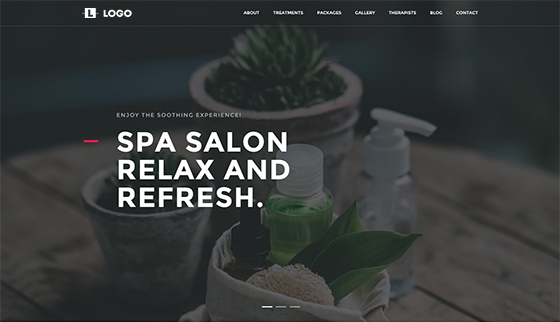 L LOGO
ABOUT TREATMENTS PACKAGES GALLERY THERAPISTS BLOG CONTACT
ENJOY THE SOOTHING EXPERIENCE!
SPA SALON
RELAX AND
REFRESH.